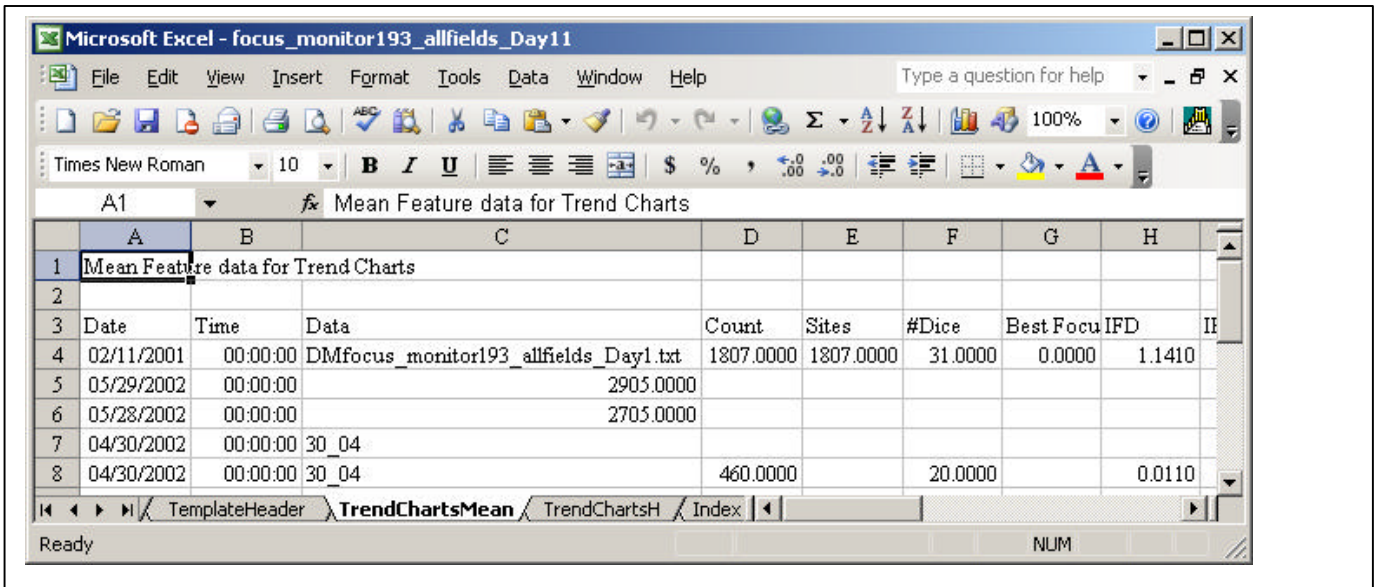 Microsoft Excel - focus_monitor193_allfields_Day11
File Edit View Insert Format Tools Data Window Help Type a question for help
100%
Times New Roman 10 B I U $ % ,
A1 fx Mean Feature data for Trend Charts
A B C D E F G H
1 Mean Feature data for Trend Charts
2
3 Date Time Data Count Sites #Dice Best Focu IFD
4 02/11/2001 00:00:00 DMfocus_monitor193_allfields_Day1.txt 1807.0000 1807.0000 31.0000 0.0000 1.1410
5 05/29/2002 00:00:00 2905.0000
6 05/28/2002 00:00:00 2705.0000
7 04/30/2002 00:00:00 30_04
8 04/30/2002 00:00:00 30_04 460.0000 20.0000 0.0110
TemplateHeader TrendChartsMean TrendChartsH Index
Ready NUM